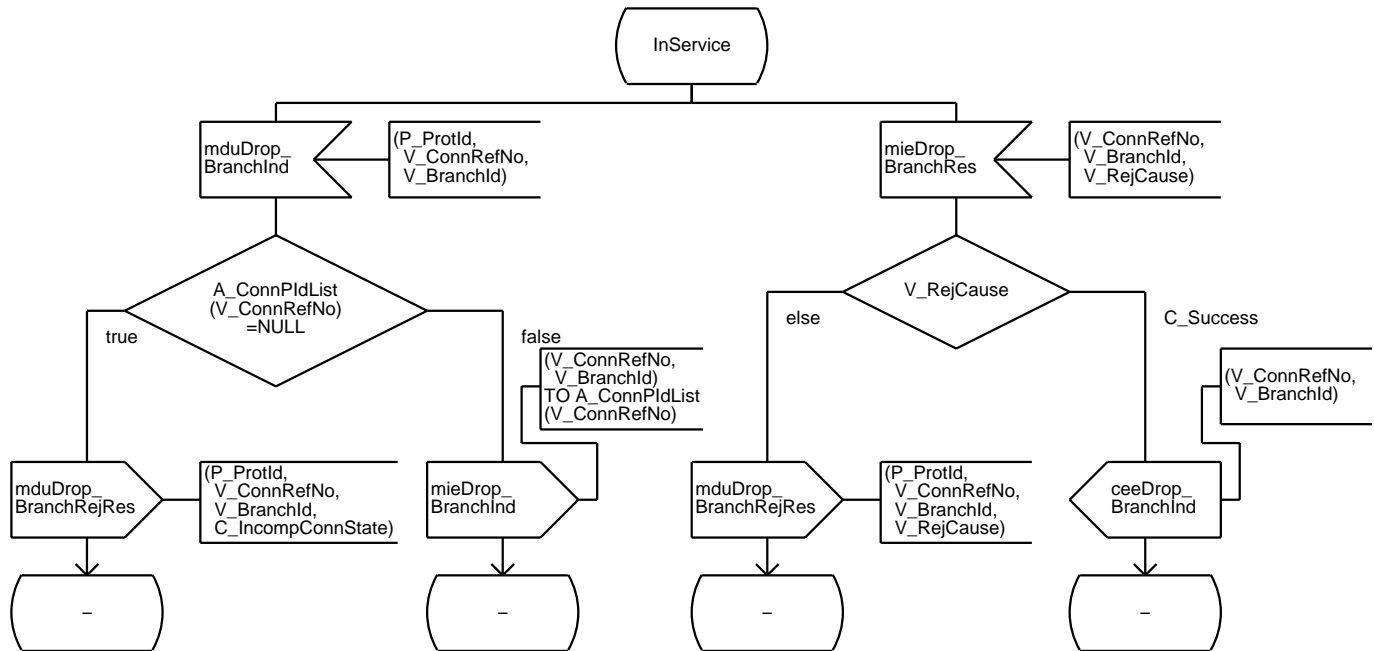 InService
mduDrop_
BranchInd
(P_ProtId,
V_ConnRefNo,
V_BranchId)
mieDrop_
BranchRes
(V_ConnRefNo,
V_BranchId,
V_RejCause)
A_ConnPIdList
(V_ConnRefNo)
=NULL
true
false
V_RejCause
else
C_Success
(V_ConnRefNo,
V_BranchId)
TO A_ConnPIdList
(V_ConnRefNo)
(V_ConnRefNo,
V_BranchId)
mduDrop_
BranchRejRes
(P_ProtId,
V_ConnRefNo,
V_BranchId,
C_IncompConnState)
mieDrop_
BranchInd
mduDrop_
BranchRejRes
(P_ProtId,
V_ConnRefNo,
V_BranchId,
V_RejCause)
ceeDrop_
BranchInd
–
–
–
–